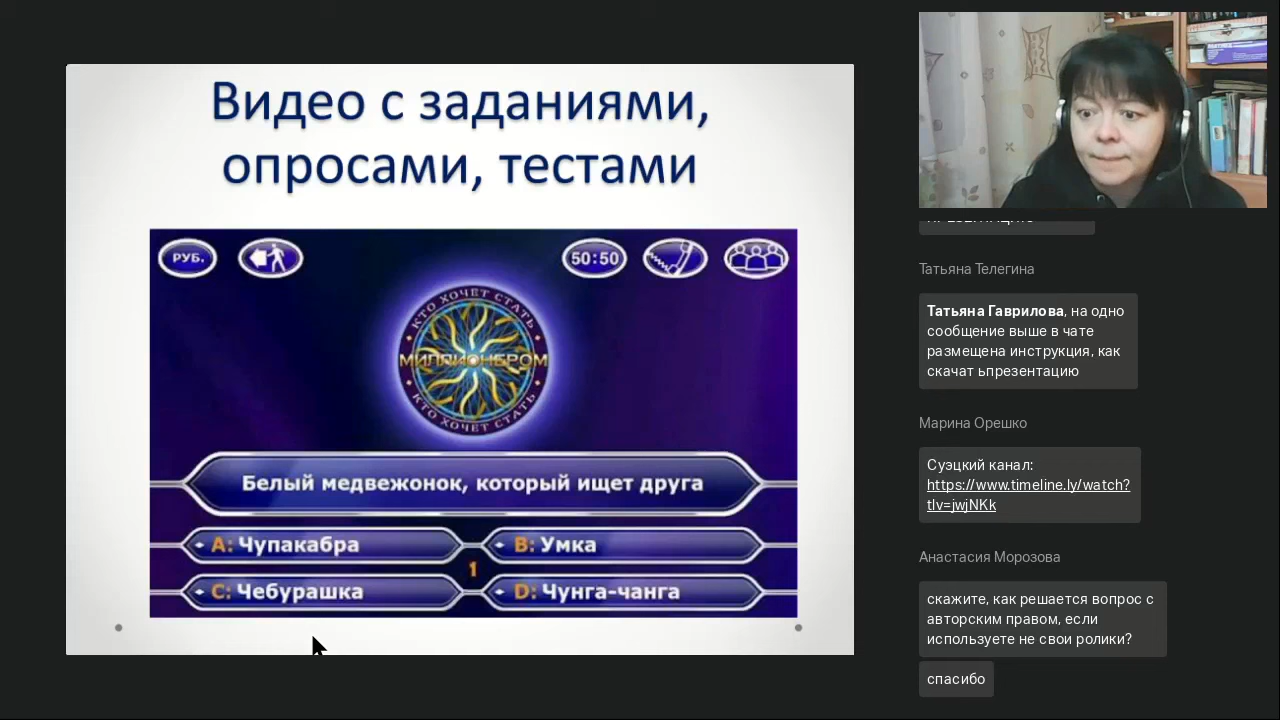 Видео с заданиями,
опросами, тестами
РУБ.
50:50
КТО ХОЧЕТ СТАТЬ
МИЛЛИОНЕРОМ
КТО ХОЧЕТ СТАТЬ
Белый медвежонок, который ищет друга
A: Чупакабра
B: Умка
1
C: Чебурашка
D: Чунга-чанга
Татьяна Телегина
Татьяна Гаврилова, на одно
сообщение выше в чате
размещена инструкция, как
скачат ьпрезентацию
Марина Орешко
Суэцкий канал:
https://www.timeline.ly/watch?
tlv=jwjNKk
Анастасия Морозова
скажите, как решается вопрос с
авторским правом, если
используете не свои ролики?
спасибо